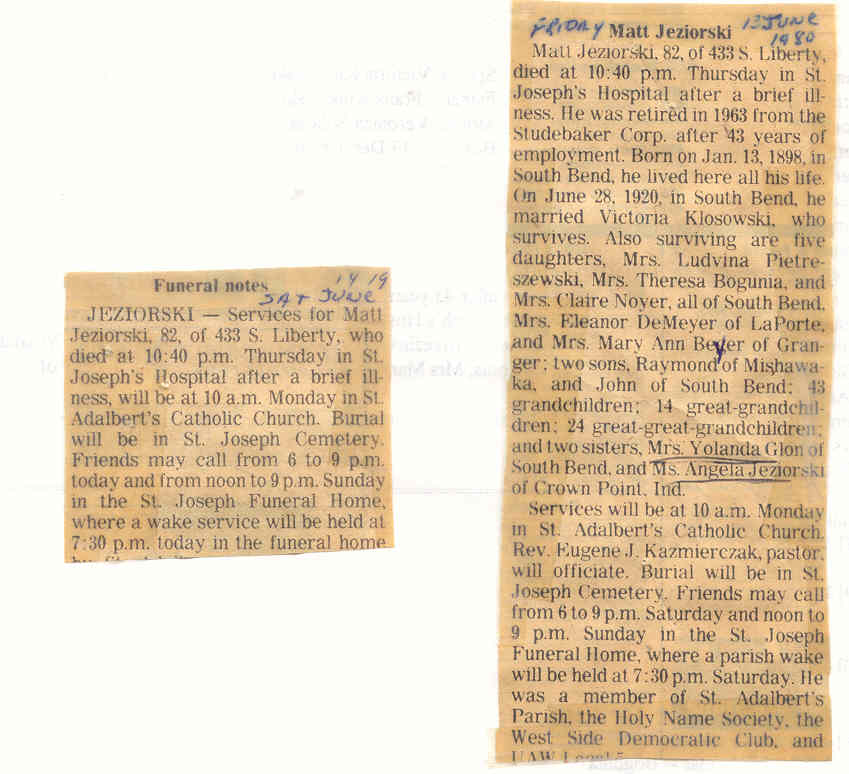 Funeral notes
SAT JUNE 14 19
JEZIORSKI — Services for Matt
Jeziorski, 82, of 433 S. Liberty, who
died at 10:40 p.m. Thursday in St.
Joseph's Hospital after a brief ill-
ness, will be at 10 a.m. Monday in St.
Adalbert's Catholic Church. Burial
will be in St. Joseph Cemetery.
Friends may call from 6 to 9 p.m.
today and from noon to 9 p.m. Sunday
in the St. Joseph Funeral Home,
where a wake service will be held at
7:30 p.m. today in the funeral home
FRIDAY Matt Jeziorski 13 JUNE
1980
Matt Jeziorski, 82, of 433 S. Liberty,
died at 10:40 p.m. Thursday in St.
Joseph's Hospital after a brief ill-
ness. He was retired in 1963 from the
Studebaker Corp. after 43 years of
employment. Born on Jan. 13, 1898, in
South Bend, he lived here all his life.
On June 28, 1920, in South Bend, he
married Victoria Klosowski, who
survives. Also surviving are five
daughters, Mrs. Ludvina Pietre-
szewski, Mrs. Theresa Bogunia, and
Mrs. Claire Noyer, all of South Bend,
Mrs. Eleanor DeMeyer of LaPorte,
and Mrs. Mary Ann Beyer of Gran-
ger; two sons, Raymond of Mishawa-
ka, and John of South Bend; 43
grandchildren; 14 great-grandchil-
dren; 24 great-great-grandchildren;
and two sisters, Mrs. Yolanda Glon of
South Bend, and Ms. Angela Jeziorski
of Crown Point, Ind.
Services will be at 10 a.m. Monday
in St. Adalbert's Catholic Church.
Rev. Eugene J. Kazmierczak, pastor,
will officiate. Burial will be in St.
Joseph Cemetery. Friends may call
from 6 to 9 p.m. Saturday and noon to
9 p.m. Sunday in the St. Joseph
Funeral Home, where a parish wake
will be held at 7:30 p.m. Saturday. He
was a member of St. Adalbert's
Parish, the Holy Name Society, the
West Side Democratic Club, and
UAW Local 5